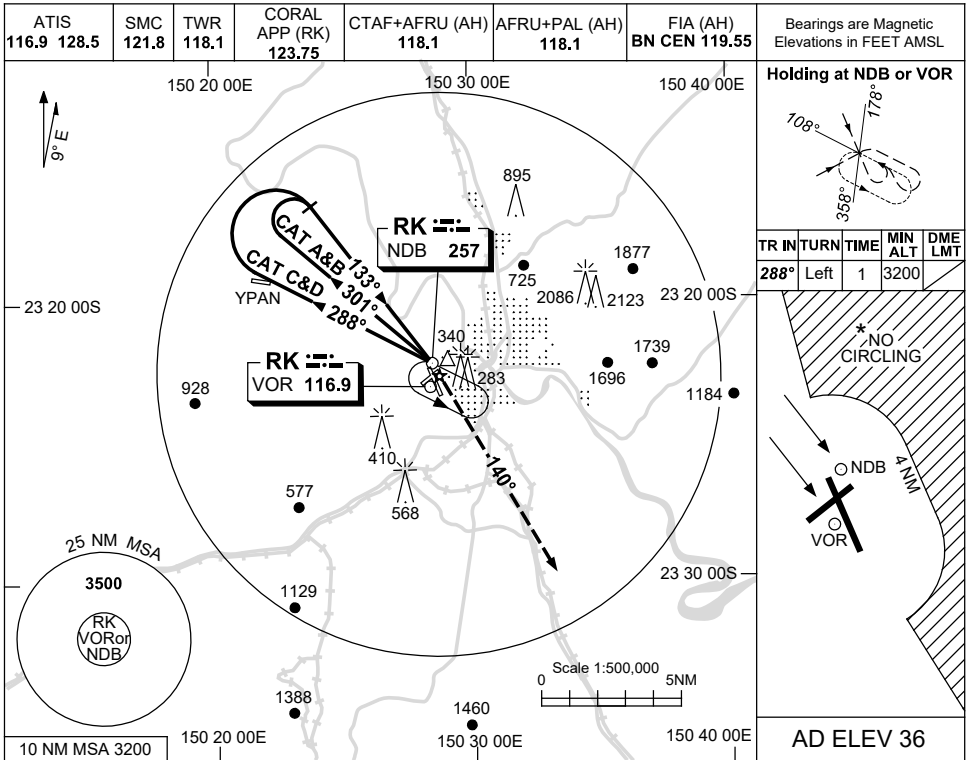 ATIS
116.9 128.5
SMC
121.8
TWR
118.1
CORAL
APP (RK)
123.75
CTAF+AFRU (AH)
118.1
AFRU+PAL (AH)
118.1
FIA (AH)
BN CEN 119.55
Bearings are Magnetic
Elevations in FEET AMSL
150 20 00E
150 30 00E
150 40 00E
9° E
895
RK
NDB 257
725
1877
2086
2123
CAT A&B
CAT C&D
133°
301°
288°
YPAN
23 20 00S
23 20 00S
340
283
RK
VOR 116.9
1739
1696
1184
928
410
568
140°
577
23 30 00S
25 NM MSA
3500
RK
VORor
NDB
1129
Scale 1:500,000
0
5NM
1388
1460
10 NM MSA 3200
150 20 00E
150 30 00E
150 40 00E
Holding at NDB or VOR
108°
178°
358°
TR IN TURN TIME MIN ALT DME LMT
288° Left 1 3200
*NO
CIRCLING
4 NM
NDB
VOR
AD ELEV 36